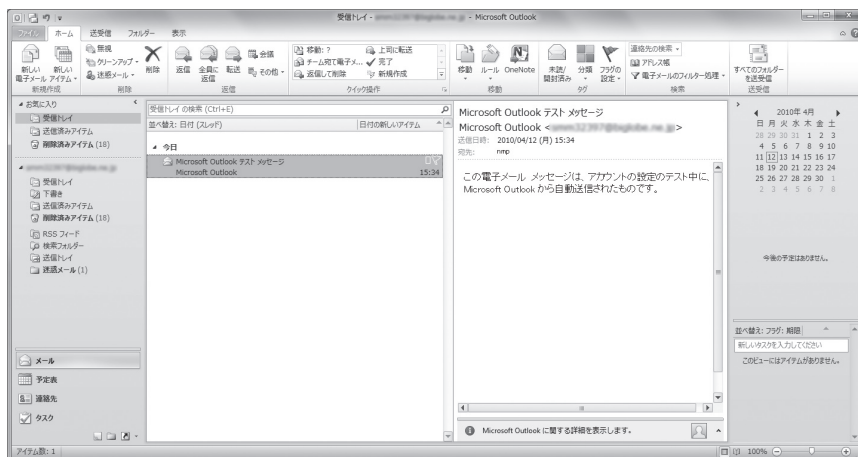 受信トレイ - Microsoft Outlook
ファイル ホーム 送受信 フォルダー 表示
新しい電子メール
新しいアイテム
新規作成
無視
クリーンアップ
迷惑メール
削除
削除
返信
全員に返信
転送
会議
その他
返信
移動: ?
チーム宛て電子メ...
返信して削除
上司に転送
完了
新規作成
クイック操作
移動
ルール
OneNote
移動
未読/開封済み
分類
フラグの設定
タグ
連絡先の検索
アドレス帳
電子メールのフィルター処理
検索
すべてのフォルダーを送受信
送受信
お気に入り
受信トレイ
送信済みアイテム
削除済みアイテム (18)
受信トレイ
下書き
送信済みアイテム
削除済みアイテム (18)
RSS フィード
検索フォルダー
送信トレイ
迷惑メール (1)
メール
予定表
連絡先
タスク
アイテム数: 1
受信トレイ の検索 (Ctrl+E)
並べ替え: 日付 (スレッド) 日付の新しいアイテム
今日
Microsoft Outlook テスト メッセージ
Microsoft Outlook 15:34
Microsoft Outlook テスト メッセージ
Microsoft Outlook
送信日時: 2010/04/12 (月) 15:34
宛先: nmp
この電子メール メッセージは、アカウントの設定のテスト中に、
Microsoft Outlook から自動送信されたものです。
Microsoft Outlook に関する詳細を表示します。
2010年 4月
日 月 火 水 木 金 土
28 29 30 31 1 2 3
4 5 6 7 8 9 10
11 12 13 14 15 16 17
18 19 20 21 22 23 24
25 26 27 28 29 30 1
2 3 4 5 6 7 8
今後の予定はありません。
並べ替え: フラグ: 期限
新しいタスクを入力してください
このビューにはアイテムがありません。
100%